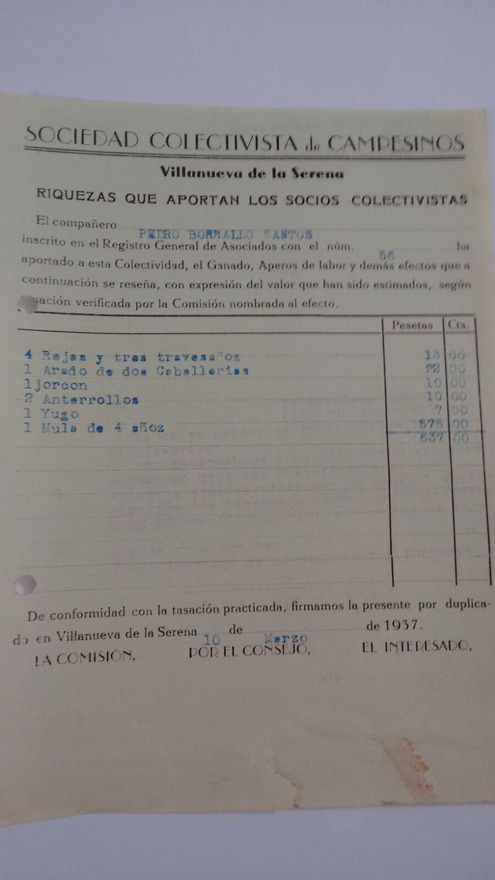 SOCIEDAD COLECTIVISTA de CAMPESINOS
Villanueva de la Serena
RIQUEZAS QUE APORTAN LOS SOCIOS COLECTIVISTAS
El compañero PEDRO BORRALLO SANTOS
inscrito en el Registro General de Asociados con el núm. 56 ha
aportado a esta Colectividad, el Ganado, Aperos de labor y demás efectos que a
continuación se reseña, con expresión del valor que han sido estimados, según
verificada por la Comisión nombrada al efecto.
Pesetas Cts.
4 Rejas y tres 13 00
1 Arado de dos Caballerias 22 00
1 jorcon 10 00
2 Anterrollos 10 00
1 Yugo 7 00
1 Mula de 4 añoz 575 00
637 00
De conformidad con la tasación practicada, firmamos la presente por duplica-
do en Villanueva de la Serena 10 de Marzo de 1937.
LA COMISIÓN, POR EL CONSEJO, EL INTERESADO,